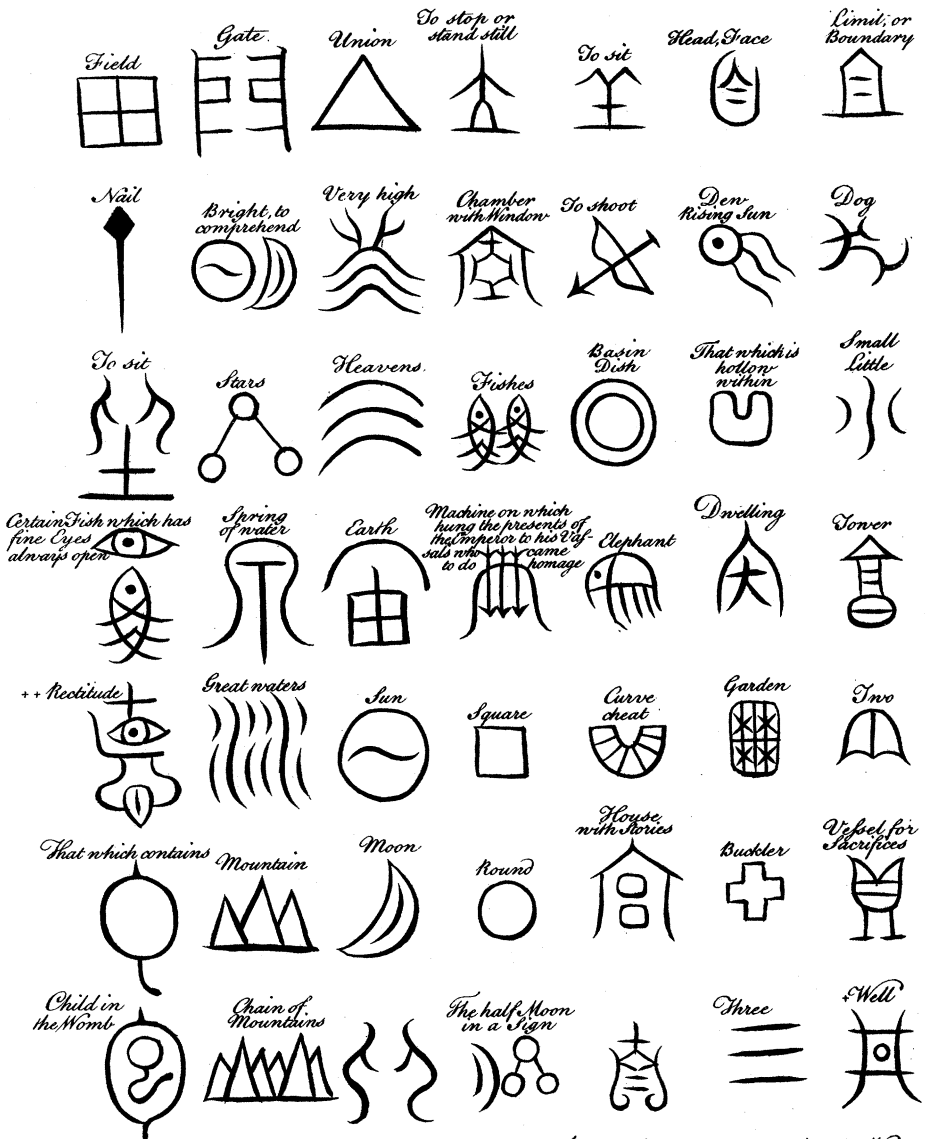 Field
Gate.
Union
To stop or
stand still
To sit
Head, Face
Limit, or
Boundary
Nail
Bright, to
comprehend
Very high
Chamber
with Window
To shoot
Den
Rising Sun
Dog
To sit
Stars
Heavens.
Fishes
Basin
Dish
That which is
hollow
within
Small
Little
Certain Fish which has
fine Eyes
always open
Spring
of water
Earth
Machine on which
hung the presents of
the Emperor to his Vas-
sals who came
to do homage
Elephant
Dwelling
Tower
++ Rectitude
Great waters
Sun
Square
Curve
cheat
Garden
Two
That which contains
Mountain
Moon
Round
House
with Stories
Buckler
Vessel for
Sacrifices
Child in
the Womb
Chain of
Mountains
The half Moon
in a Sign
Three
+Well